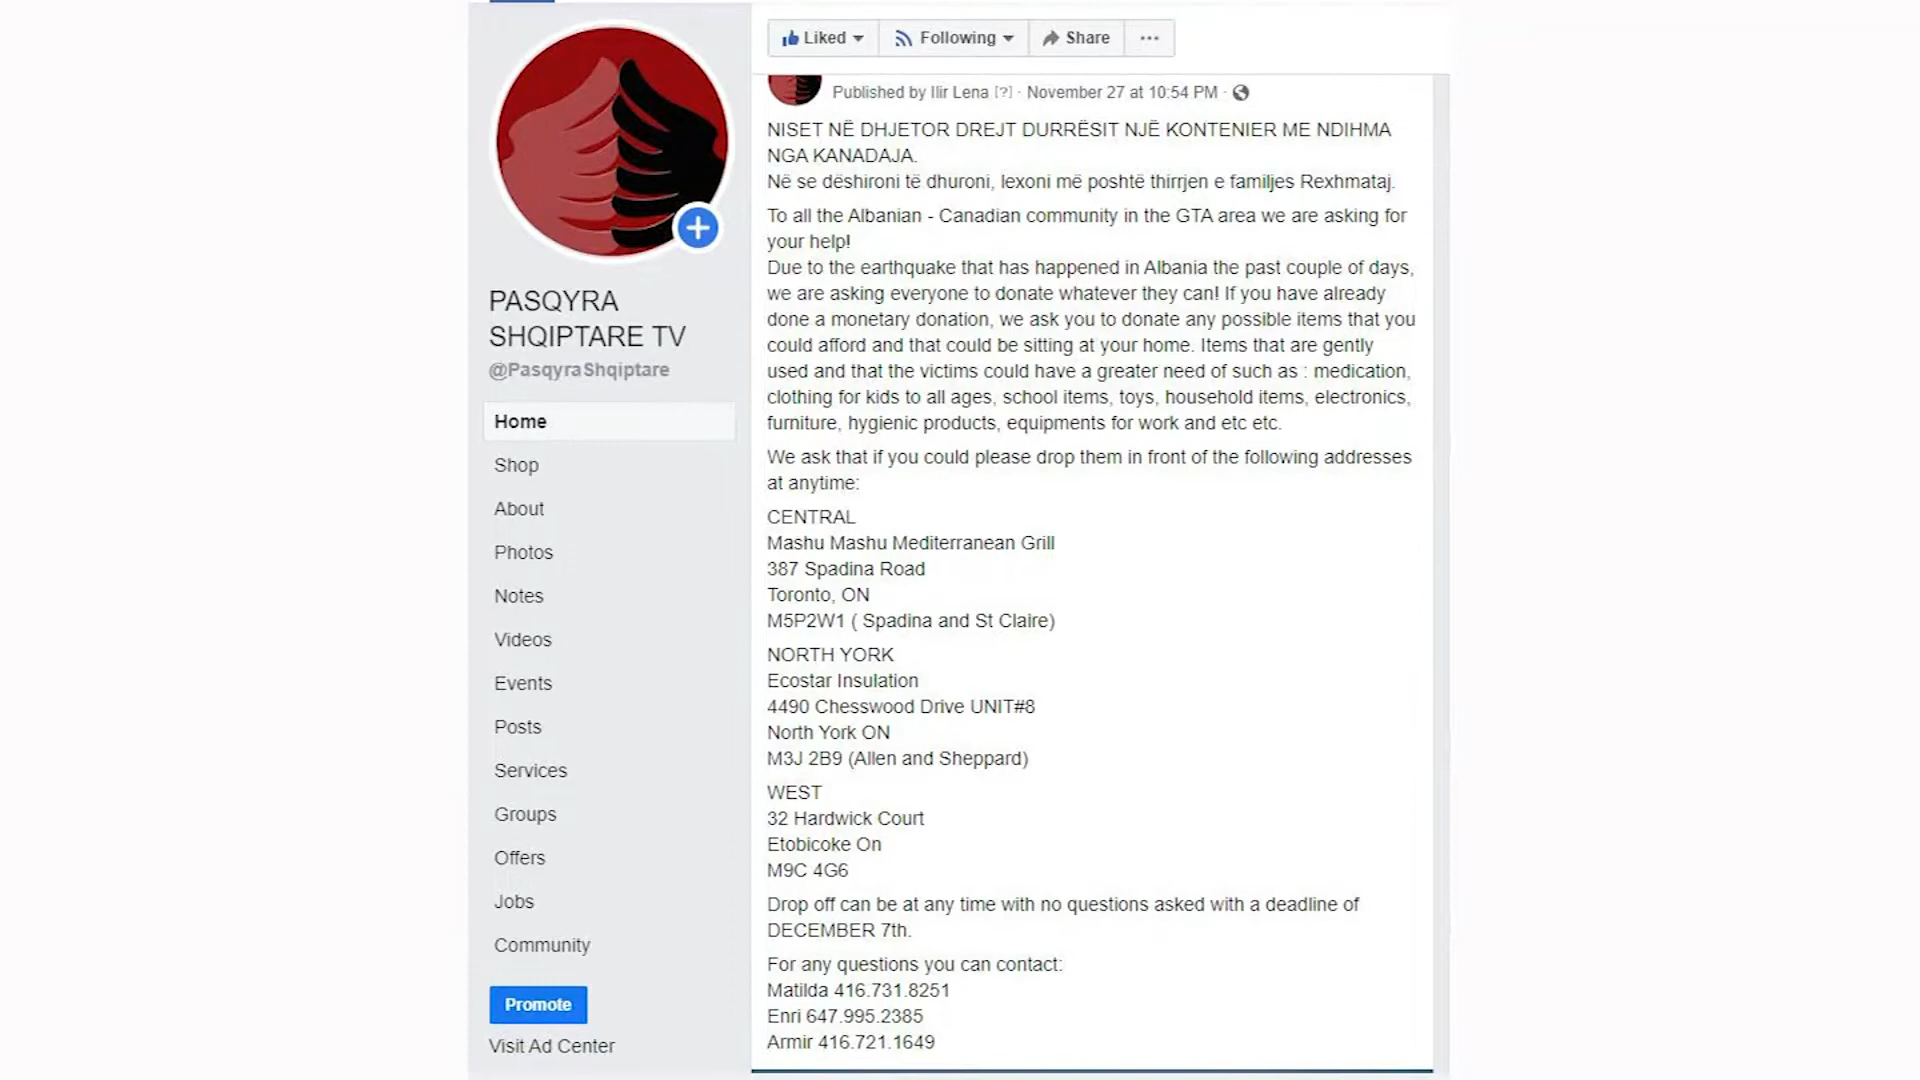 PASQYRA
SHQIPTARE TV
@PasqyraShqiptare
Home
Shop
About
Photos
Notes
Videos
Events
Posts
Services
Groups
Offers
Jobs
Community
Promote
Visit Ad Center
Liked
Following
Share
Published by Ilir Lena [?] · November 27 at 10:54 PM ·
NISET NË DHJETOR DREJT DURRËSIT NJË KONTENIER ME NDIHMA
NGA KANADAJA.
Në se dëshironi të dhuroni, lexoni më poshtë thirrjen e familjes Rexhmataj.
To all the Albanian - Canadian community in the GTA area we are asking for
your help!
Due to the earthquake that has happened in Albania the past couple of days,
we are asking everyone to donate whatever they can! If you have already
done a monetary donation, we ask you to donate any possible items that you
could afford and that could be sitting at your home. Items that are gently
used and that the victims could have a greater need of such as : medication,
clothing for kids to all ages, school items, toys, household items, electronics,
furniture, hygienic products, equipments for work and etc etc.
We ask that if you could please drop them in front of the following addresses
at anytime:
CENTRAL
Mashu Mashu Mediterranean Grill
387 Spadina Road
Toronto, ON
M5P2W1 ( Spadina and St Claire)
NORTH YORK
Ecostar Insulation
4490 Chesswood Drive UNIT#8
North York ON
M3J 2B9 (Allen and Sheppard)
WEST
32 Hardwick Court
Etobicoke On
M9C 4G6
Drop off can be at any time with no questions asked with a deadline of
DECEMBER 7th.
For any questions you can contact:
Matilda 416.731.8251
Enri 647.995.2385
Armir 416.721.1649